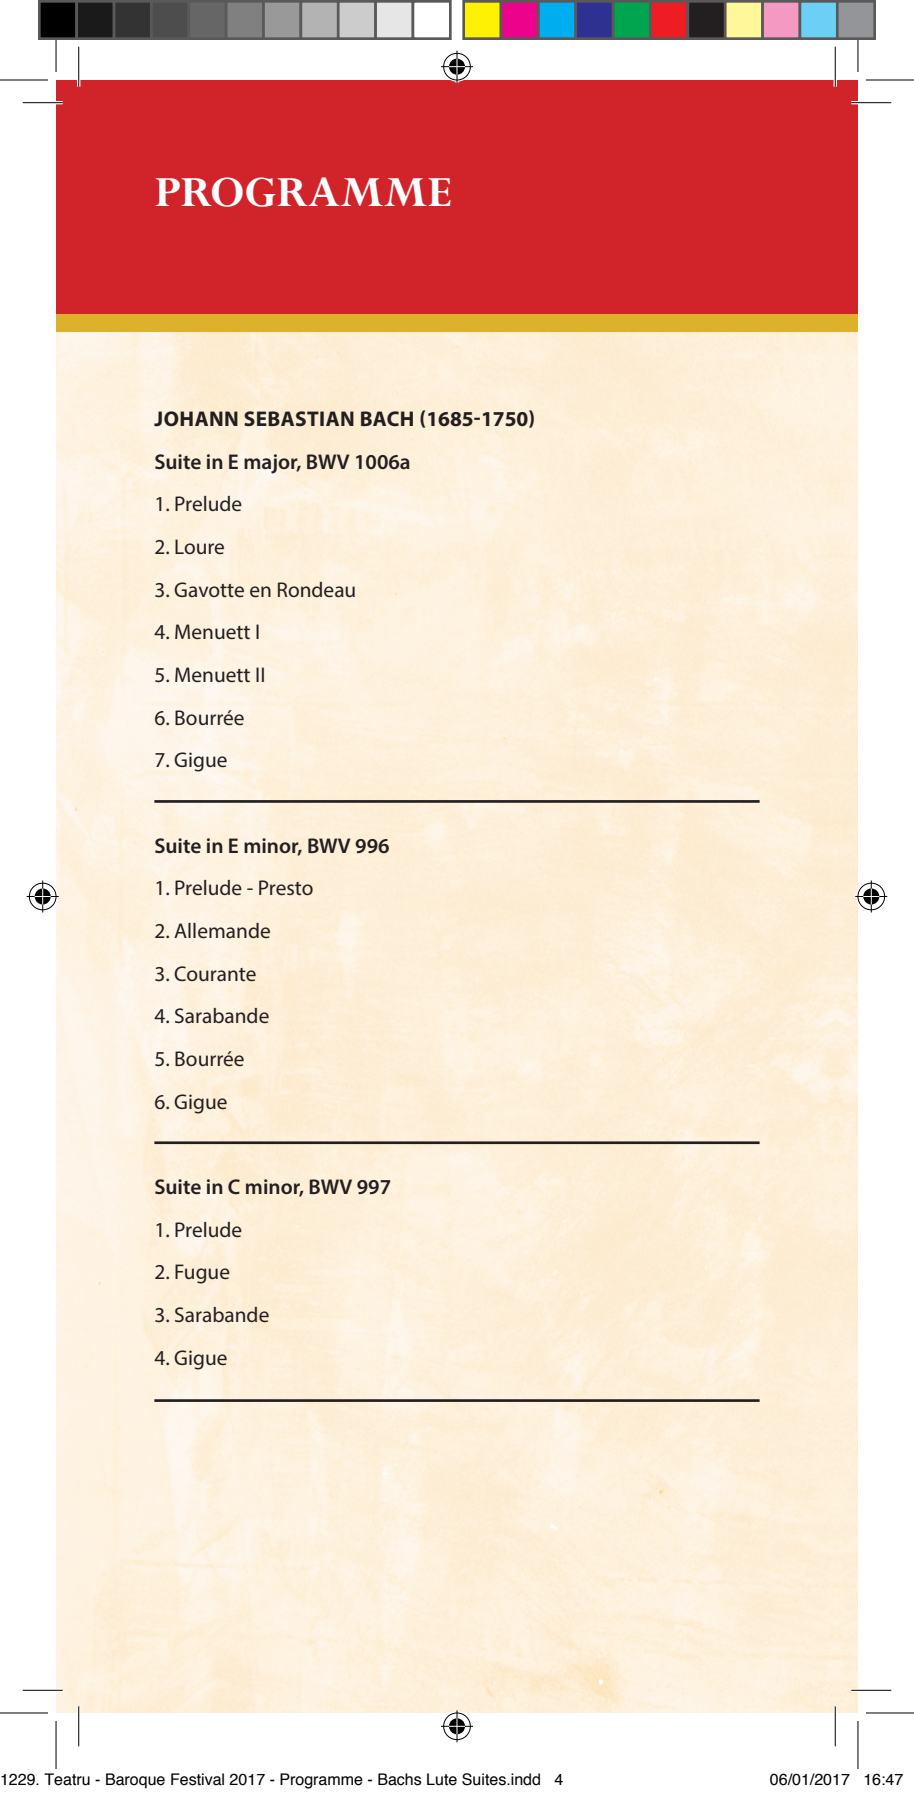 PROGRAMME
JOHANN SEBASTIAN BACH (1685-1750)
Suite in E major, BWV 1006a
1. Prelude
2. Loure
3. Gavotte en Rondeau
4. Menuett I
5. Menuett II
6. Bourrée
7. Gigue
Suite in E minor, BWV 996
1. Prelude - Presto
2. Allemande
3. Courante
4. Sarabande
5. Bourrée
6. Gigue
Suite in C minor, BWV 997
1. Prelude
2. Fugue
3. Sarabande
4. Gigue
1229. Teatru - Baroque Festival 2017 - Programme - Bachs Lute Suites.indd 4 06/01/2017 16:47